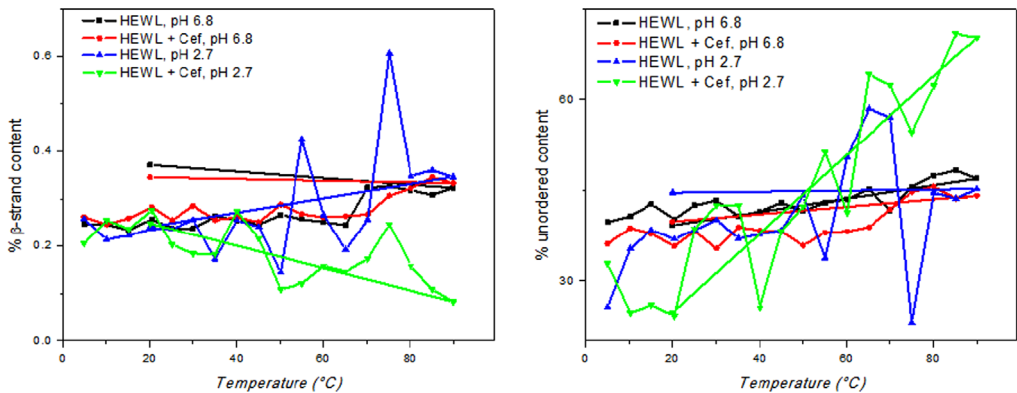 HEWL, pH 6.8
HEWL + Cef, pH 6.8
HEWL, pH 2.7
HEWL + Cef, pH 2.7
% β-strand content
0.6
0.4
0.2
0.0
0 20 40 60 80
Temperature (°C)
HEWL, pH 6.8
HEWL + Cef, pH 6.8
HEWL, pH 2.7
HEWL + Cef, pH 2.7
% unordered content
60
30
0 20 40 60 80
Temperature (°C)